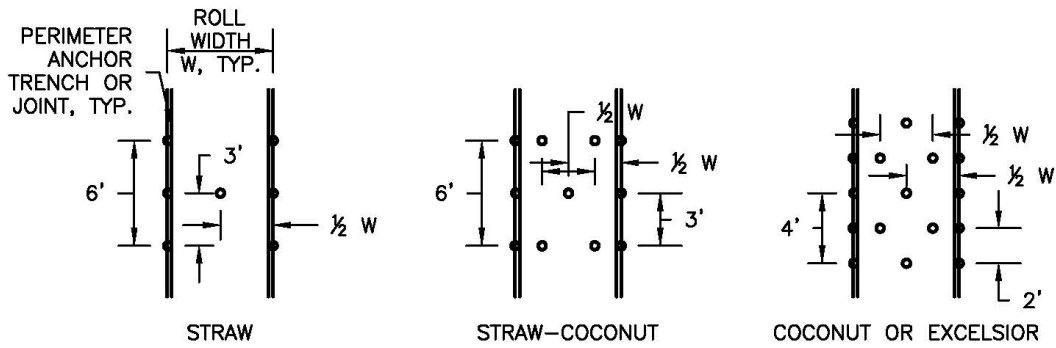 PERIMETER
ANCHOR
TRENCH OR
JOINT, TYP.
ROLL
WIDTH
W, TYP.
6'
3'
½ W
STRAW
½ W
½ W
6'
3'
STRAW-COCONUT
½ W
½ W
4'
2'
COCONUT OR EXCELSIOR